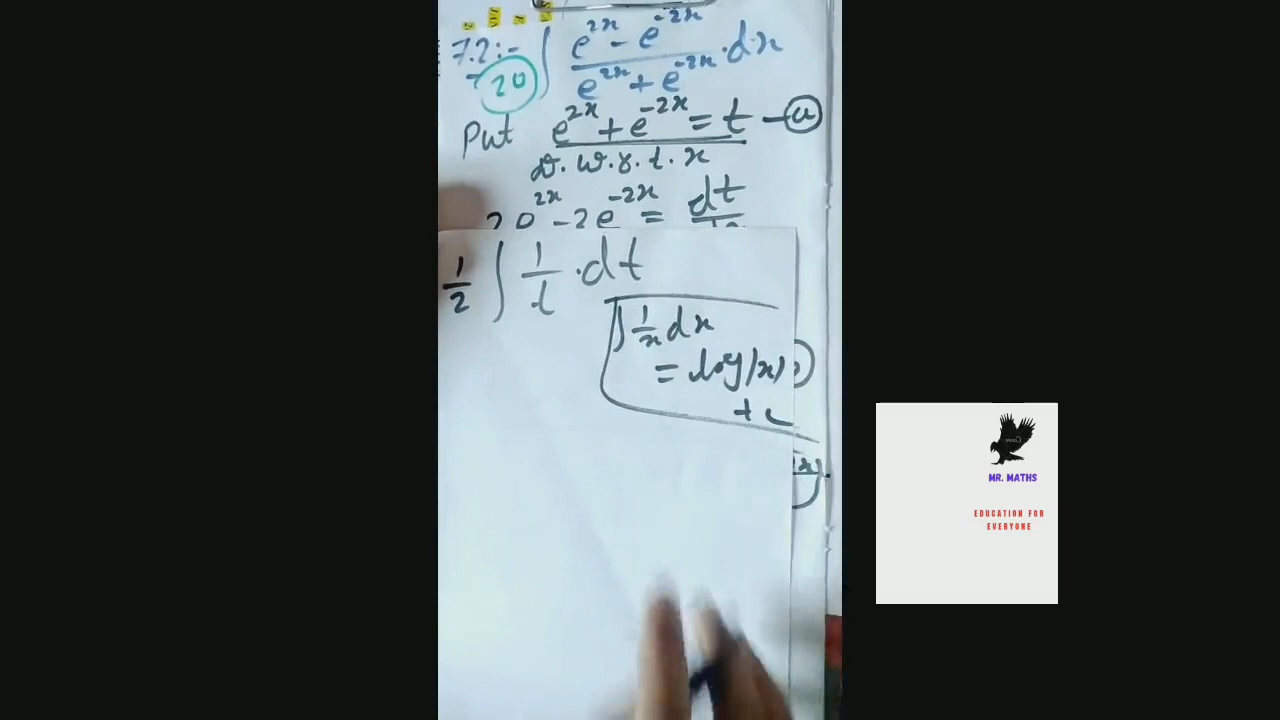 7.2:- ∫ e^{2x} - e^{-2x} / e^{2x} + e^{-2x} · dx
20
Put e^{2x} + e^{-2x} = t — a
D. w. r. t. x
2e^{2x} - 2e^{-2x} = dt
1/2 ∫ 1/t · dt
∫ 1/x dx
= log|x|
+ c
MR. MATHS
EDUCATION FOR
EVERYONE